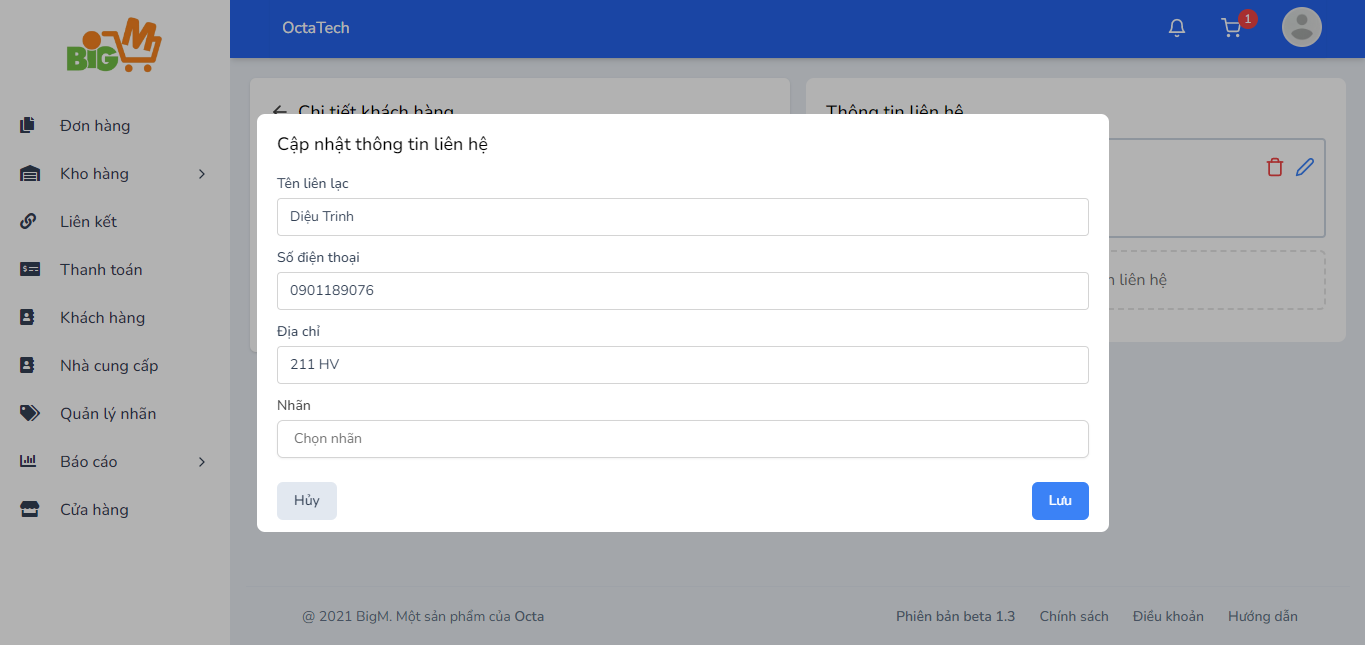 BiGM
OctaTech
1
Đơn hàng
Kho hàng
Liên kết
Thanh toán
Khách hàng
Nhà cung cấp
Quản lý nhãn
Báo cáo
Cửa hàng
Chi tiết khách hàng
Thông tin liên hệ
liên hệ
Cập nhật thông tin liên hệ
Tên liên lạc
Diệu Trinh
Số điện thoại
0901189076
Địa chỉ
211 HV
Nhãn
Chọn nhãn
Hủy
Lưu
@ 2021 BigM. Một sản phẩm của Octa
Phiên bản beta 1.3
Chính sách
Điều khoản
Hướng dẫn